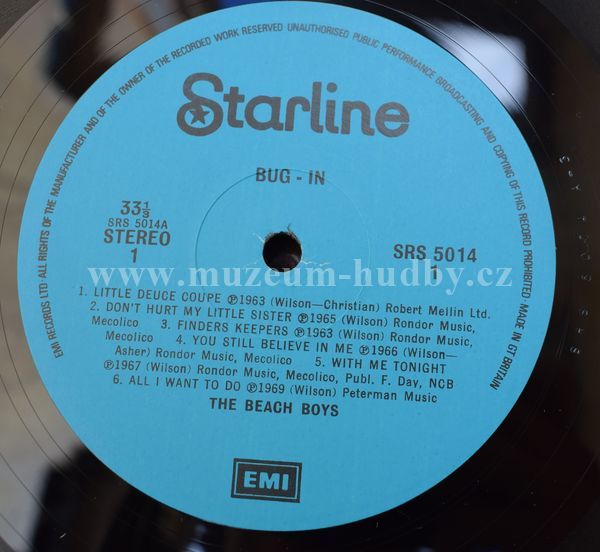 EMI RECORDS LTD·ALL RIGHTS OF THE MANUFACTURER AND OF THE OWNER OF THE RECORDED WORK RESERVED UNAUTHORISED PUBLIC PERFORMANCE BROADCASTING AND COPYING OF THIS RECORD PROHIBITED·MADE IN GT BRITAIN
Starline
BUG - IN
33⅓
SRS 5014A
STEREO
1
SRS 5014
1
www.muzeum-hudby.cz
1. LITTLE DEUCE COUPE ℗1963 (Wilson—Christian) Robert Mellin Ltd.
2. DON'T HURT MY LITTLE SISTER ℗1965 (Wilson) Rondor Music,
Mecolico 3. FINDERS KEEPERS ℗1963 (Wilson) Rondor Music,
Mecolico 4. YOU STILL BELIEVE IN ME ℗1966 (Wilson—
Asher) Rondor Music, Mecolico 5. WITH ME TONIGHT
℗1967 (Wilson) Rondor Music, Mecolico, Publ. F. Day, NCB
6. ALL I WANT TO DO ℗1969 (Wilson) Peterman Music
THE BEACH BOYS
EMI